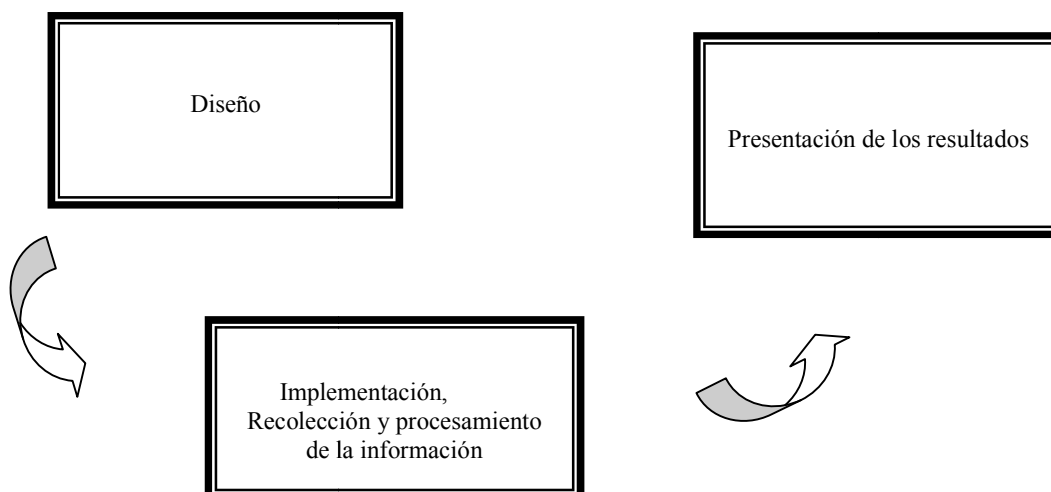 Diseño
Implementación,
Recolección y procesamiento
de la información
Presentación de los resultados